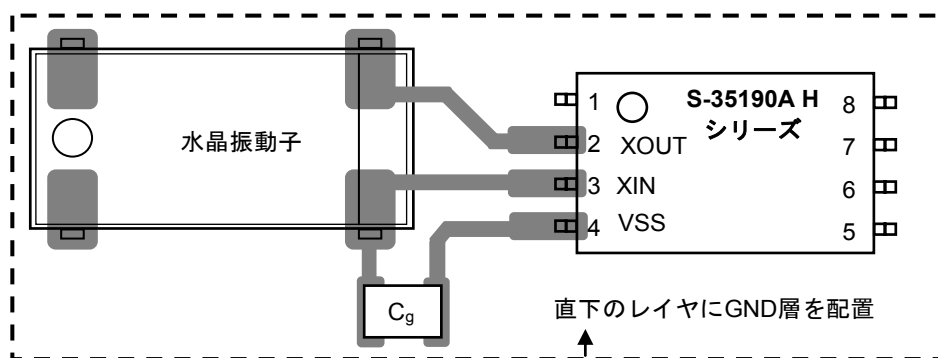 水晶振動子
S-35190A H
シリーズ
1
2 XOUT
3 XIN
4 VSS
8
7
6
5
Cg
直下のレイヤにGND層を配置